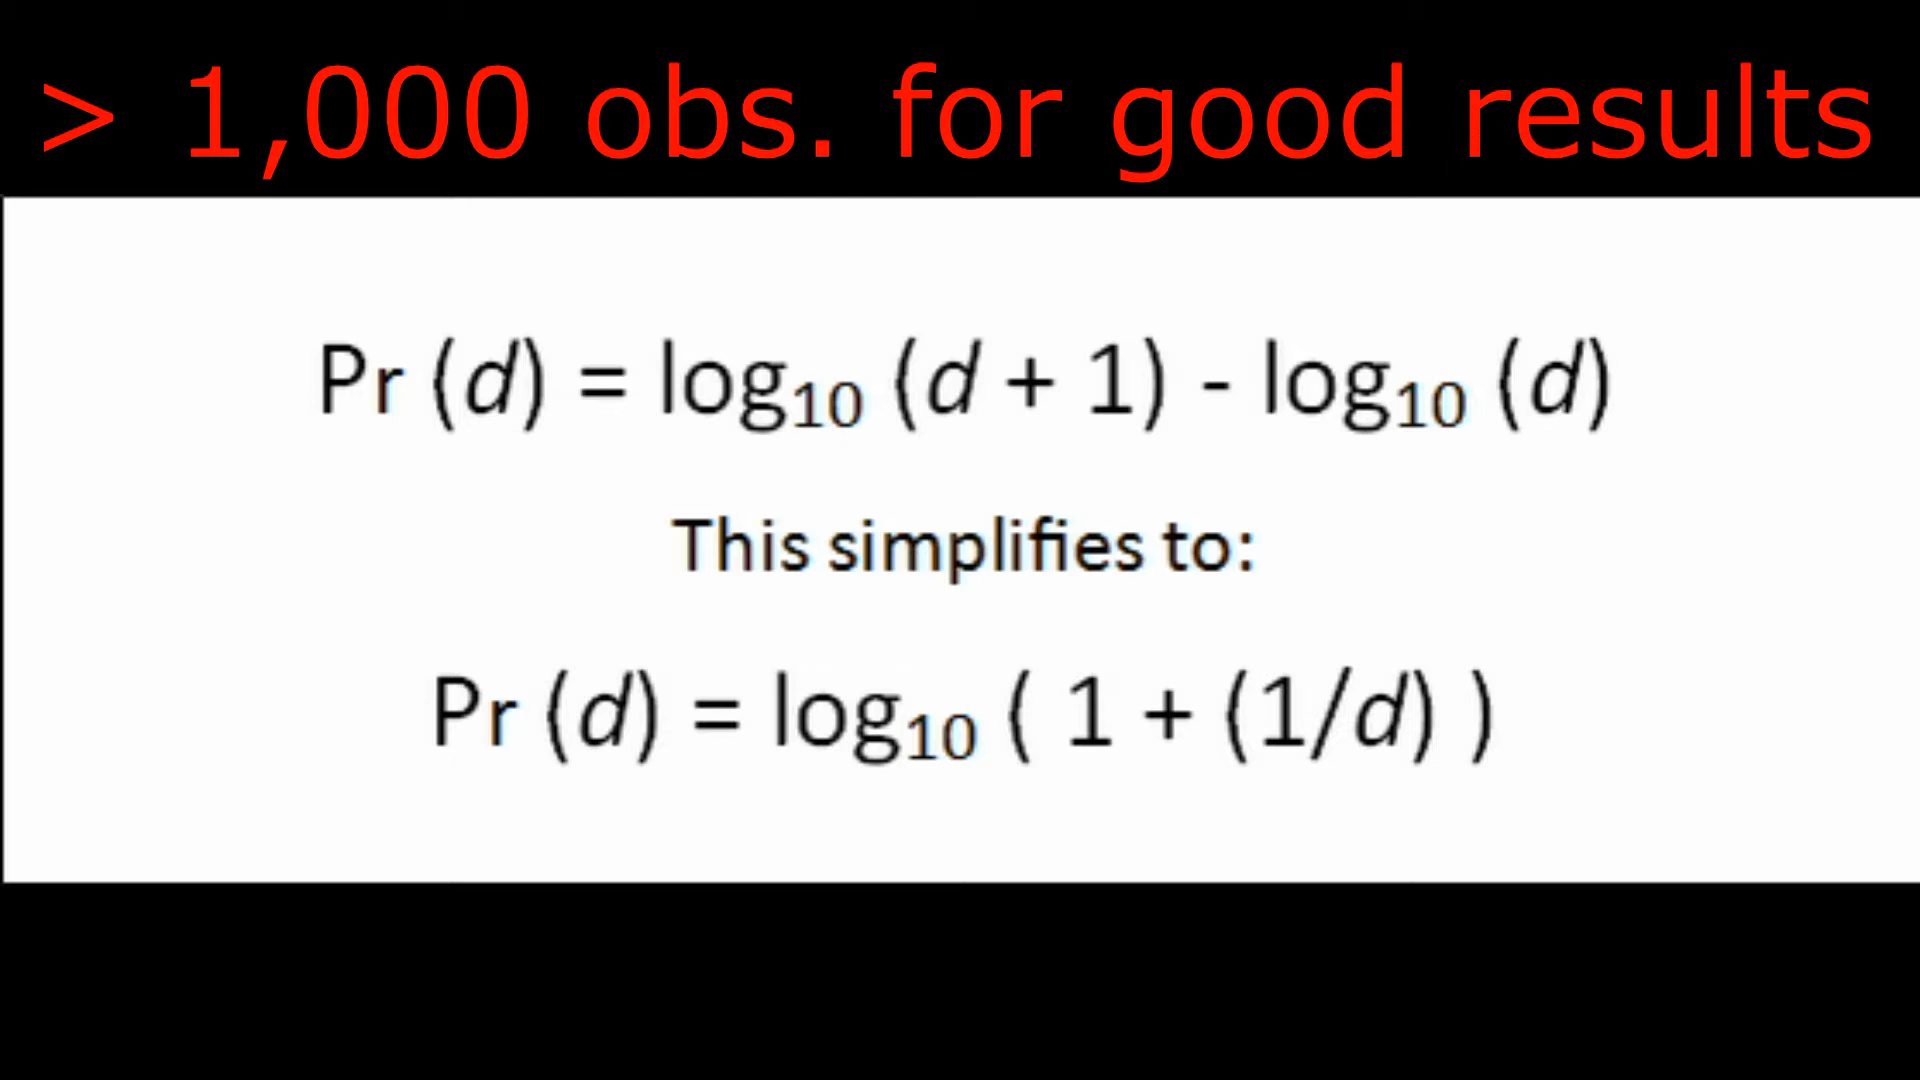 > 1,000 obs. for good results
Pr (d) = log₁₀ (d + 1) - log₁₀ (d)
This simplifies to:
Pr (d) = log₁₀ ( 1 + (1/d) )